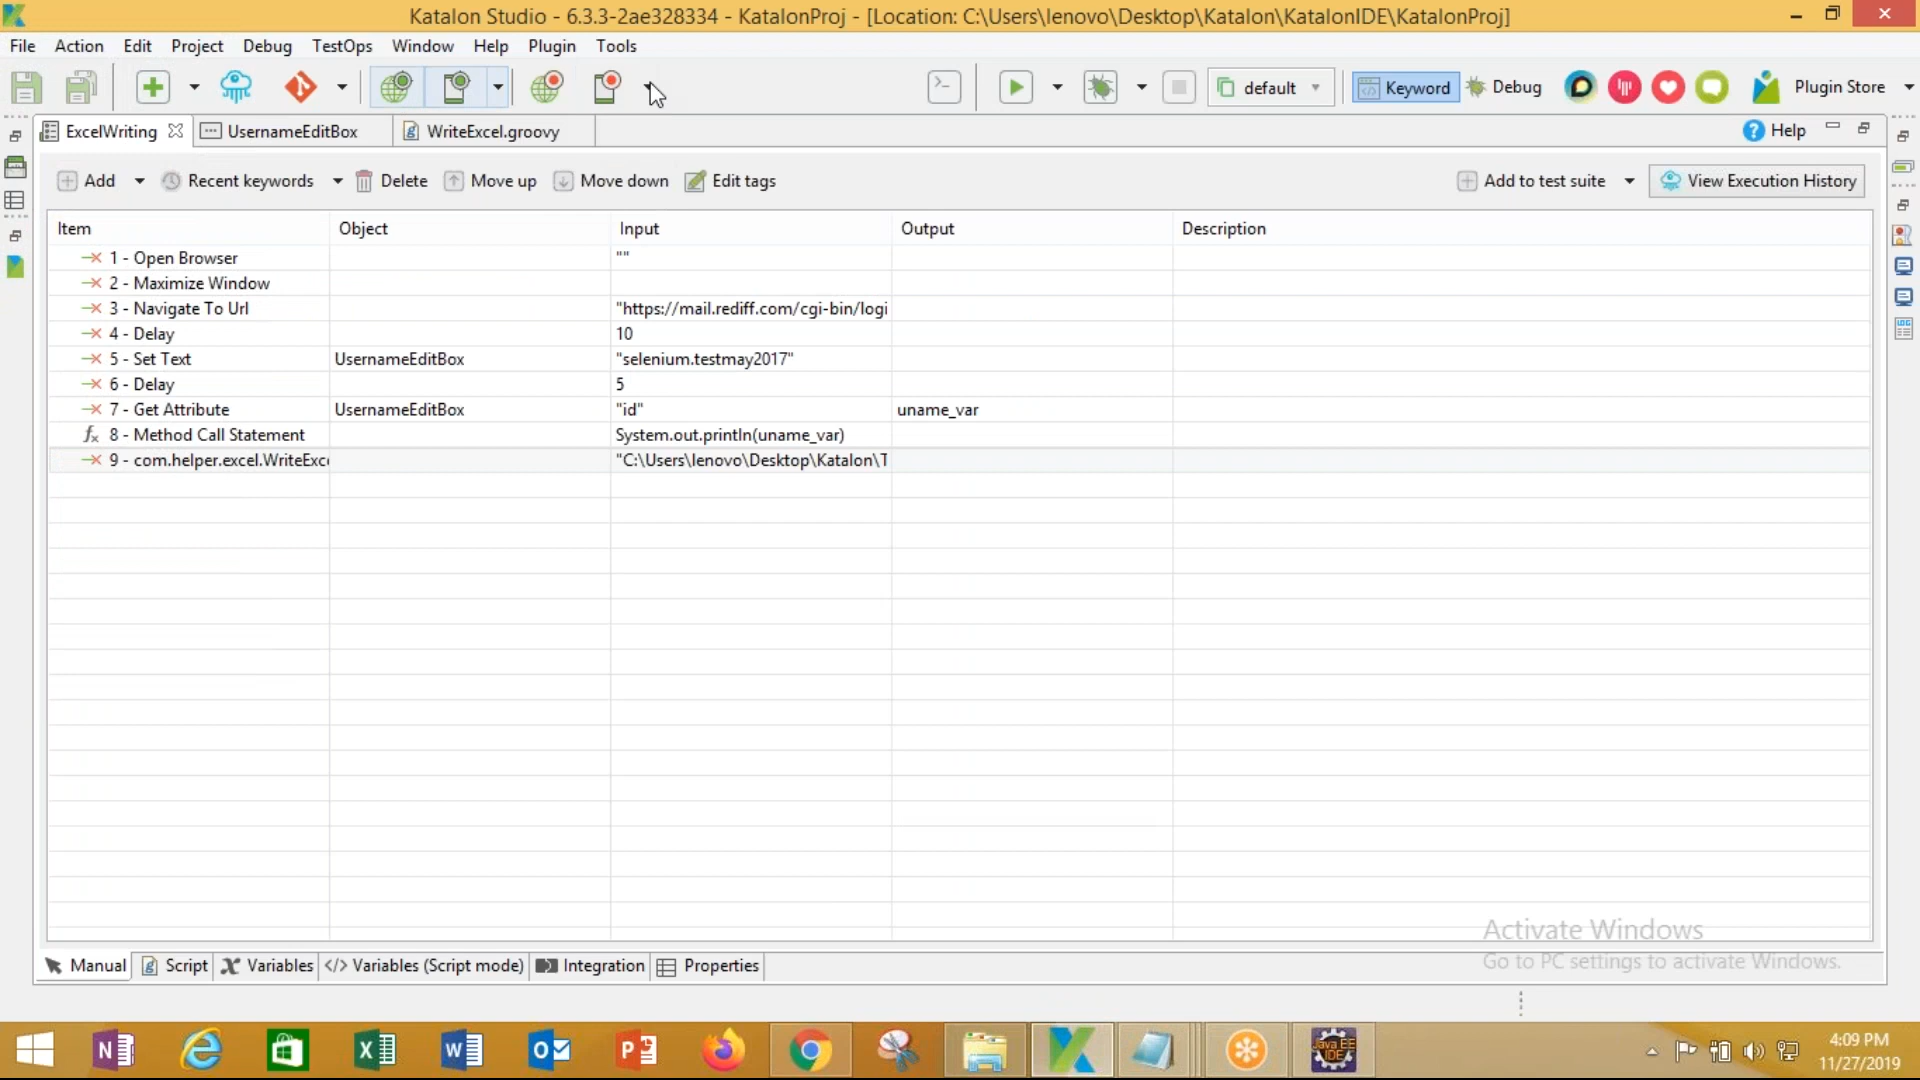 Katalon Studio - 6.3.3-2ae328334 - KatalonProj - [Location: C:\Users\lenovo\Desktop\Katalon\KatalonIDE\KatalonProj]
File Action Edit Project Debug TestOps Window Help Plugin Tools
default Keyword Debug Plugin Store
ExcelWriting UsernameEditBox WriteExcel.groovy Help
Add Recent keywords Delete Move up Move down Edit tags Add to test suite View Execution History
Item Object Input Output Description
1 - Open Browser ""
2 - Maximize Window
3 - Navigate To Url "https://mail.rediff.com/cgi-bin/logi
4 - Delay 10
5 - Set Text UsernameEditBox "selenium.testmay2017"
6 - Delay 5
7 - Get Attribute UsernameEditBox "id" uname_var
fx 8 - Method Call Statement System.out.println(uname_var)
9 - com.helper.excel.WriteExc "C:\Users\lenovo\Desktop\Katalon\T
Activate Windows
Go to PC settings to activate Windows.
Manual Script Variables </> Variables (Script mode) Integration Properties
Java EE
IDE
4:09 PM
11/27/2019